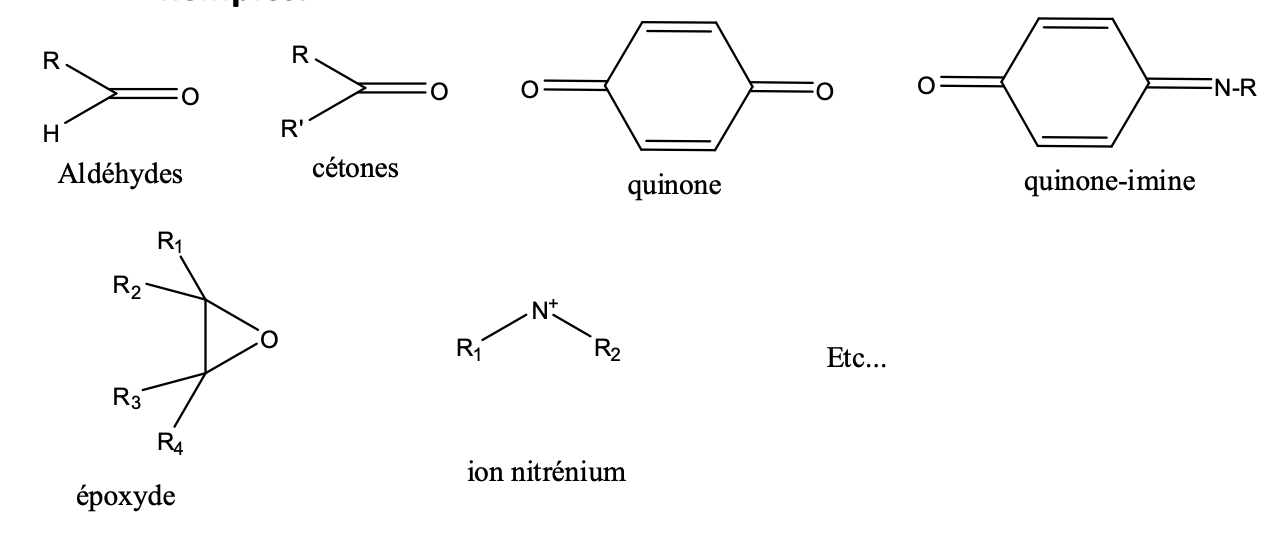 R
H
O
Aldéhydes
R
R'
O
cétones
O
O
quinone
O
N-R
quinone-imine
R1
R2
R3
R4
O
époxyde
N+
R1
R2
ion nitrénium
Etc...